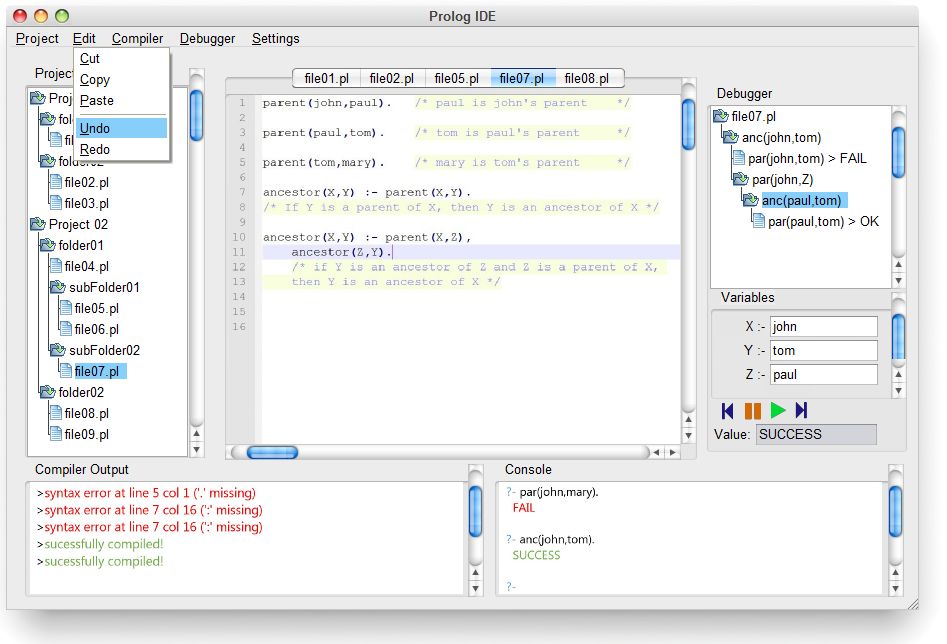 Prolog IDE
Project Edit Compiler Debugger Settings
Cut
Copy
Paste
Undo
Redo
Projec
Proj
fol
fi
folder02
file02.pl
file03.pl
Project 02
folder01
file04.pl
subFolder01
file05.pl
file06.pl
subFolder02
file07.pl
folder02
file08.pl
file09.pl
file01.pl file02.pl file05.pl file07.pl file08.pl
1 parent(john,paul). /* paul is john's parent */
2
3 parent(paul,tom). /* tom is paul's parent */
4
5 parent(tom,mary). /* mary is tom's parent */
6
7 ancestor(X,Y) :- parent(X,Y).
8 /* If Y is a parent of X, then Y is an ancestor of X */
9
10 ancestor(X,Y) :- parent(X,Z),
11 ancestor(Z,Y).
12 /* if Y is an ancestor of Z and Z is a parent of X,
13 then Y is an ancestor of X */
14
15
16
Debugger
file07.pl
anc(john,tom)
par(john,tom) > FAIL
par(john,Z)
anc(paul,tom)
par(paul,tom) > OK
Variables
X :- john
Y :- tom
Z :- paul
Value: SUCCESS
Compiler Output
>syntax error at line 5 col 1 ('.' missing)
>syntax error at line 7 col 16 (':' missing)
>syntax error at line 7 col 16 (':' missing)
>sucessfully compiled!
>sucessfully compiled!
Console
?- par(john,mary).
FAIL
?- anc(john,tom).
SUCCESS
?-